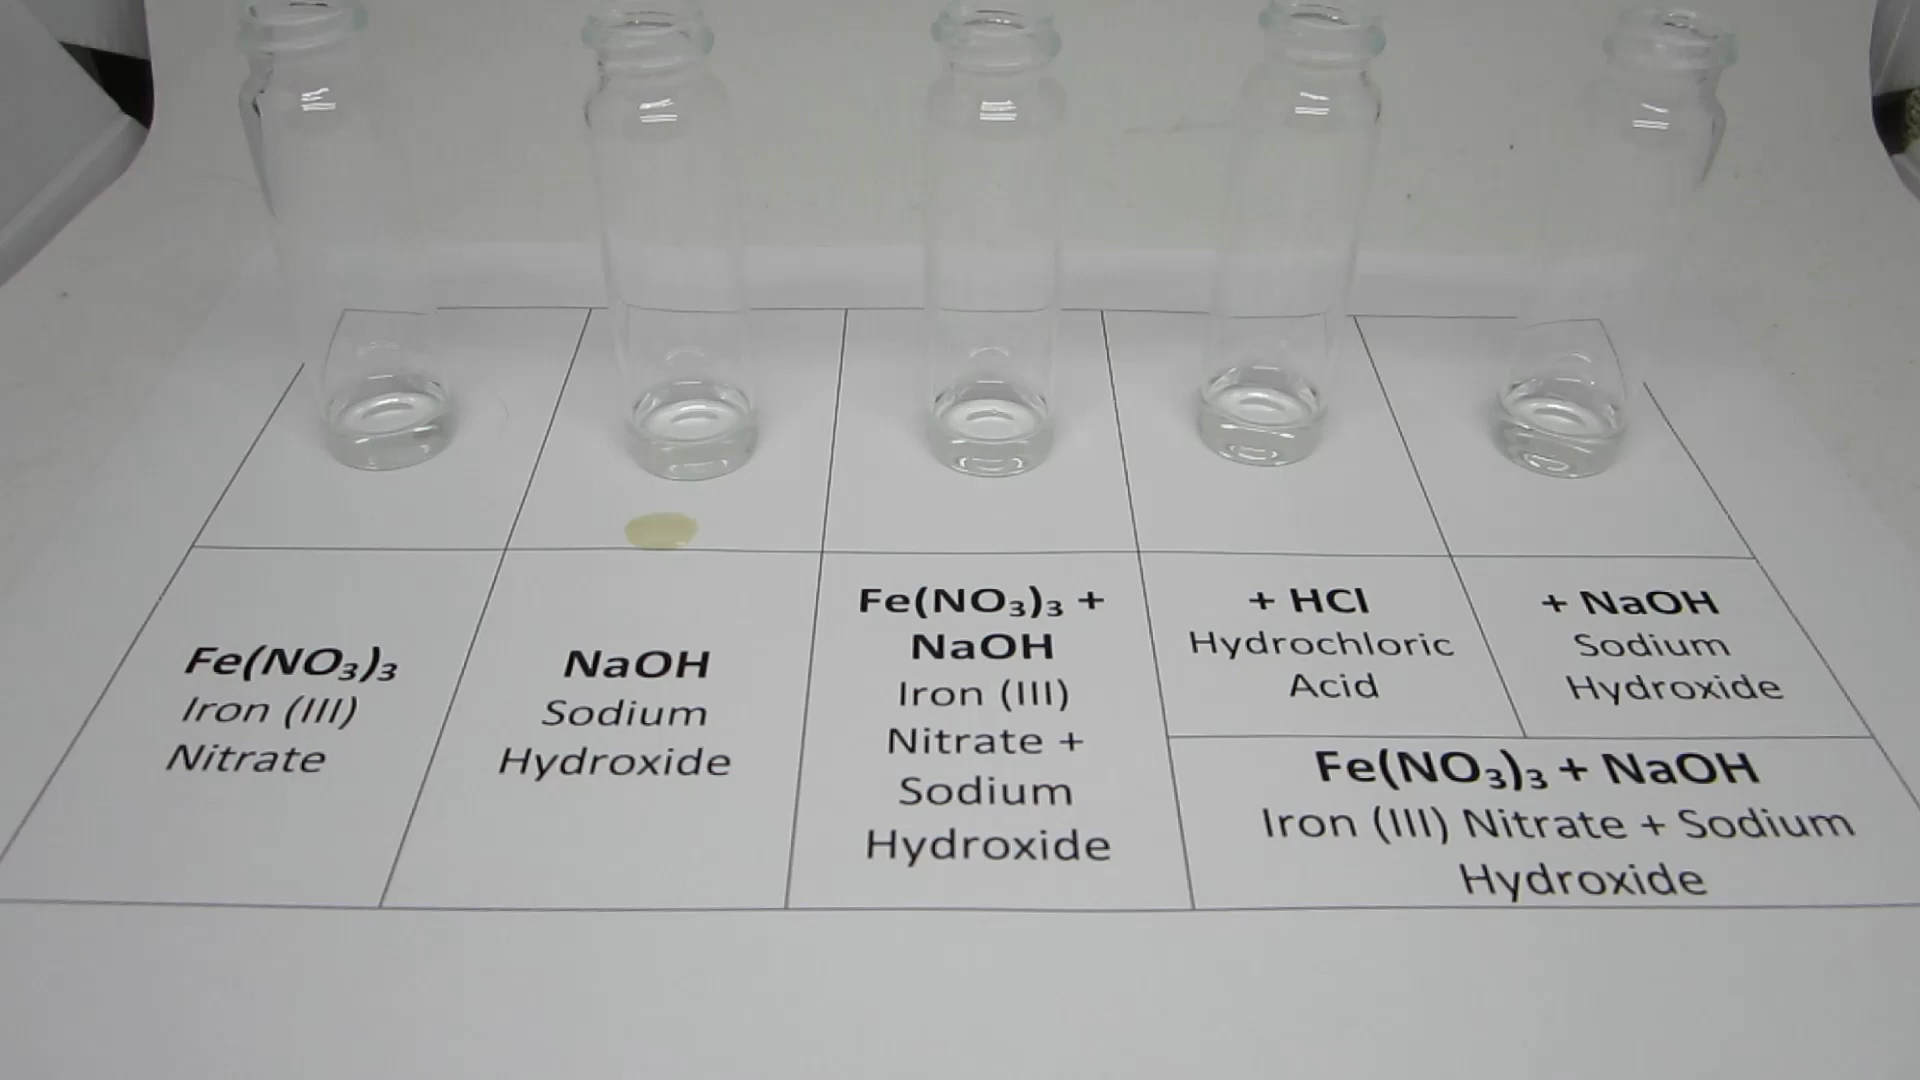 Fe(NO₃)₃
Iron (III)
Nitrate
NaOH
Sodium
Hydroxide
Fe(NO₃)₃ +
NaOH
Iron (III)
Nitrate +
Sodium
Hydroxide
+ HCl
Hydrochloric
Acid
+ NaOH
Sodium
Hydroxide
Fe(NO₃)₃ + NaOH
Iron (III) Nitrate + Sodium
Hydroxide